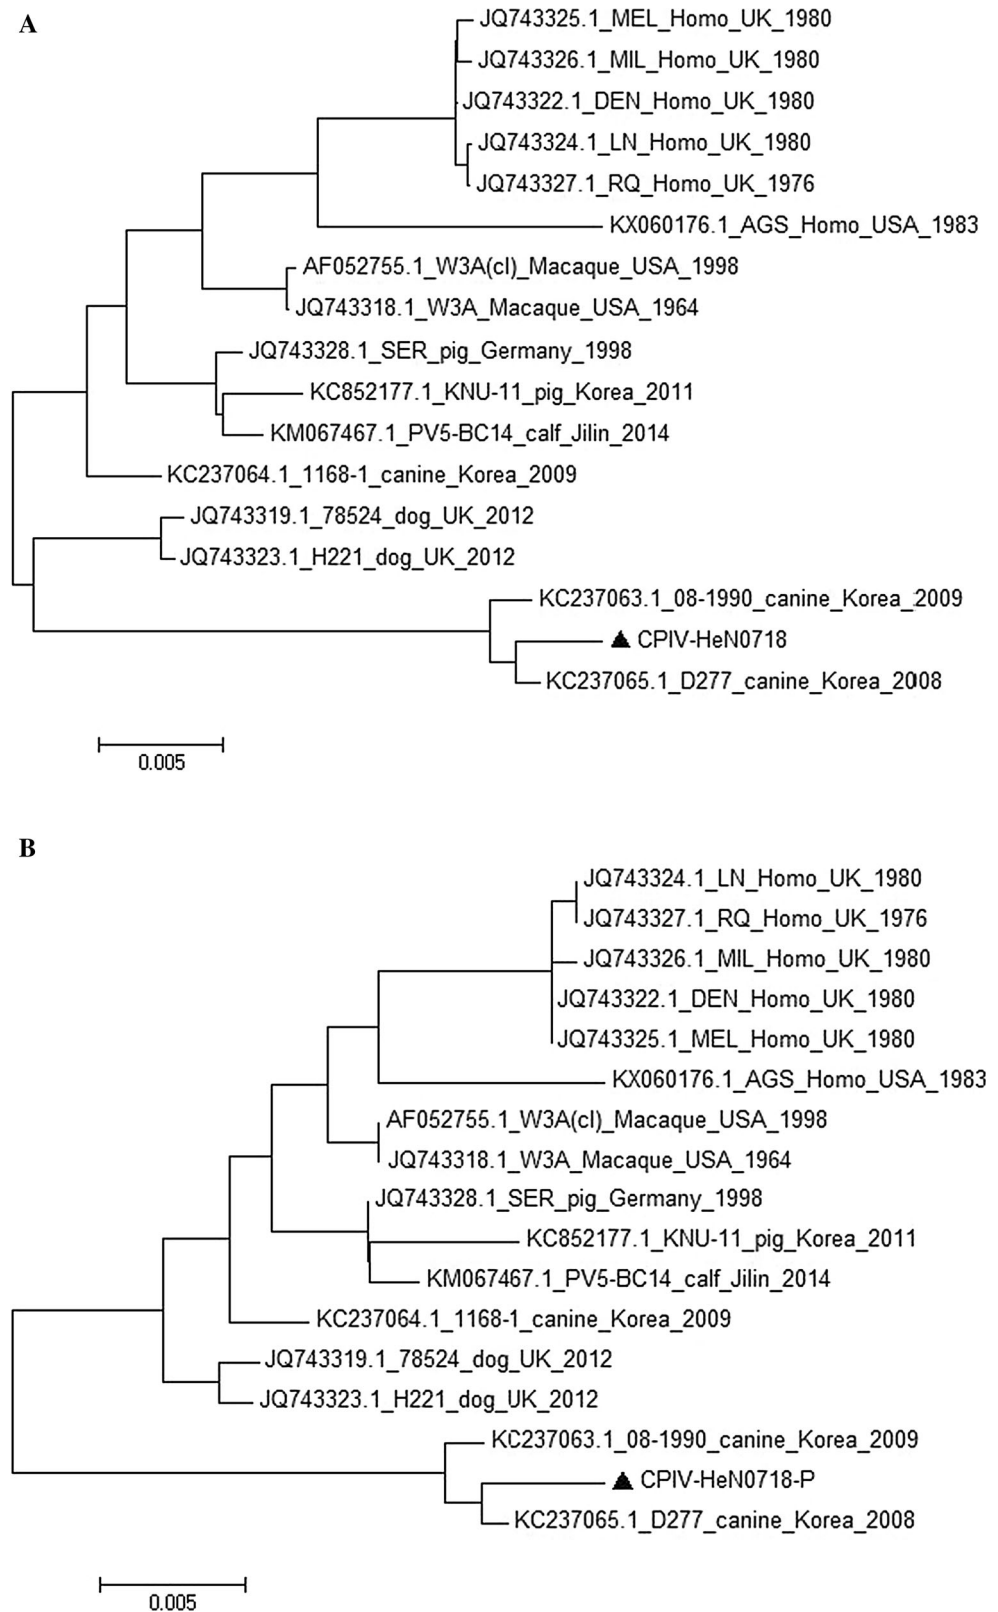 A
JQ743325.1_MEL_Homo_UK_1980
JQ743326.1_MIL_Homo_UK_1980
JQ743322.1_DEN_Homo_UK_1980
JQ743324.1_LN_Homo_UK_1980
JQ743327.1_RQ_Homo_UK_1976
KX060176.1_AGS_Homo_USA_1983
AF052755.1_W3A(cl)_Macaque_USA_1998
JQ743318.1_W3A_Macaque_USA_1964
JQ743328.1_SER_pig_Germany_1998
KC852177.1_KNU-11_pig_Korea_2011
KM067467.1_PV5-BC14_calf_Jilin_2014
KC237064.1_1168-1_canine_Korea_2009
JQ743319.1_78524_dog_UK_2012
JQ743323.1_H221_dog_UK_2012
KC237063.1_08-1990_canine_Korea_2009
CPIV-HeN0718
KC237065.1_D277_canine_Korea_2008
0.005
B
JQ743324.1_LN_Homo_UK_1980
JQ743327.1_RQ_Homo_UK_1976
JQ743326.1_MIL_Homo_UK_1980
JQ743322.1_DEN_Homo_UK_1980
JQ743325.1_MEL_Homo_UK_1980
KX060176.1_AGS_Homo_USA_1983
AF052755.1_W3A(cl)_Macaque_USA_1998
JQ743318.1_W3A_Macaque_USA_1964
JQ743328.1_SER_pig_Germany_1998
KC852177.1_KNU-11_pig_Korea_2011
KM067467.1_PV5-BC14_calf_Jilin_2014
KC237064.1_1168-1_canine_Korea_2009
JQ743319.1_78524_dog_UK_2012
JQ743323.1_H221_dog_UK_2012
KC237063.1_08-1990_canine_Korea_2009
CPIV-HeN0718-P
KC237065.1_D277_canine_Korea_2008
0.005